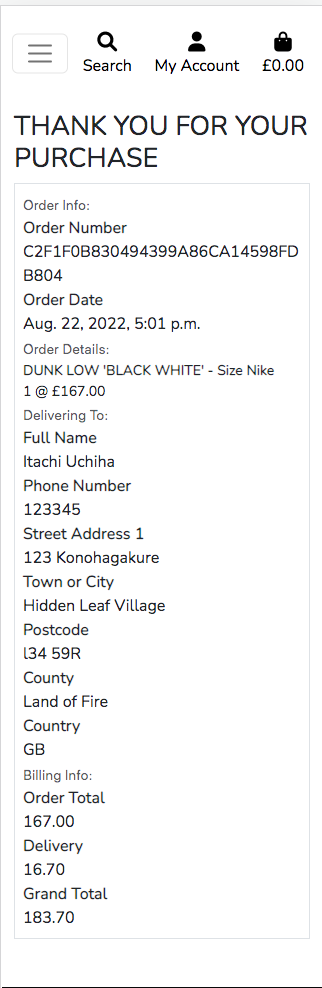 Search My Account £0.00
THANK YOU FOR YOUR
PURCHASE
Order Info:
Order Number
C2F1F0B830494399A86CA14598FD
B804
Order Date
Aug. 22, 2022, 5:01 p.m.
Order Details:
DUNK LOW 'BLACK WHITE' - Size Nike
1 @ £167.00
Delivering To:
Full Name
Itachi Uchiha
Phone Number
123345
Street Address 1
123 Konohagakure
Town or City
Hidden Leaf Village
Postcode
l34 59R
County
Land of Fire
Country
GB
Billing Info:
Order Total
167.00
Delivery
16.70
Grand Total
183.70